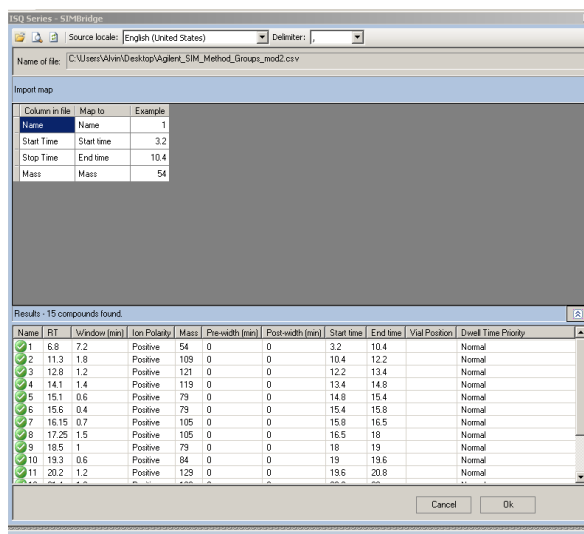 ISQ Series - SIMBridge
Source locale: English (United States) Delimiter: ,
Name of file: C:\Users\Alvin\Desktop\Agilent_SIM_Method_Groups_mod2.csv
Import map
Column in file Map to Example
Name Name 1
Start Time Start time 3.2
Stop Time End time 10.4
Mass Mass 54
Results - 15 compounds found.
Name RT Window (min) Ion Polarity Mass Pre-width (min) Post-width (min) Start time End time Vial Position Dwell Time Priority
1 6.8 7.2 Positive 54 0 0 3.2 10.4 Normal
2 11.3 1.8 Positive 109 0 0 10.4 12.2 Normal
3 12.8 1.2 Positive 121 0 0 12.2 13.4 Normal
4 14.1 1.4 Positive 119 0 0 13.4 14.8 Normal
5 15.1 0.6 Positive 79 0 0 14.8 15.4 Normal
6 15.6 0.4 Positive 79 0 0 15.4 15.8 Normal
7 16.15 0.7 Positive 105 0 0 15.8 16.5 Normal
8 17.25 1.5 Positive 105 0 0 16.5 18 Normal
9 18.5 1 Positive 79 0 0 18 19 Normal
10 19.3 0.6 Positive 84 0 0 19 19.6 Normal
11 20.2 1.2 Positive 129 0 0 19.6 20.8 Normal
Cancel Ok